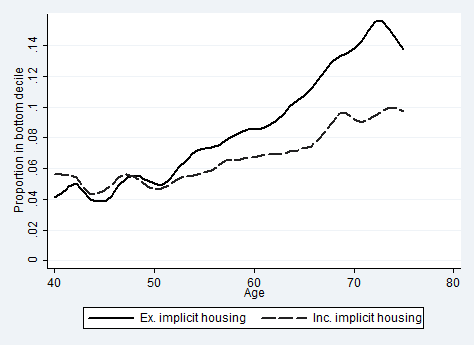 Proportion in bottom decile
.14
.12
.1
.08
.06
.04
.02
0
40 50 60 70 80
Age
Ex. implicit housing Inc. implicit housing